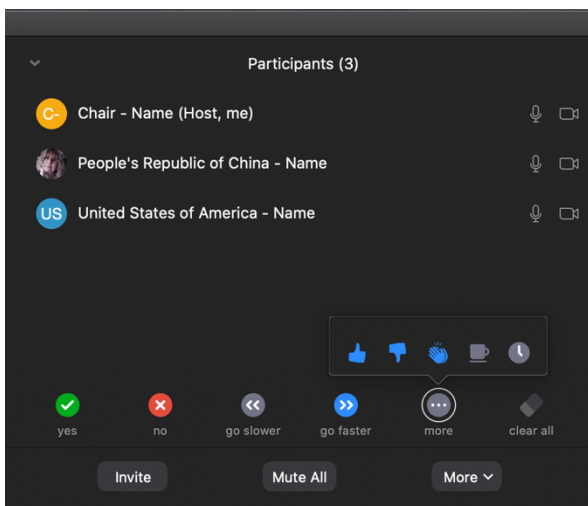 Participants (3)
C- Chair - Name (Host, me)
People's Republic of China - Name
US United States of America - Name
yes no go slower go faster more clear all
Invite Mute All More